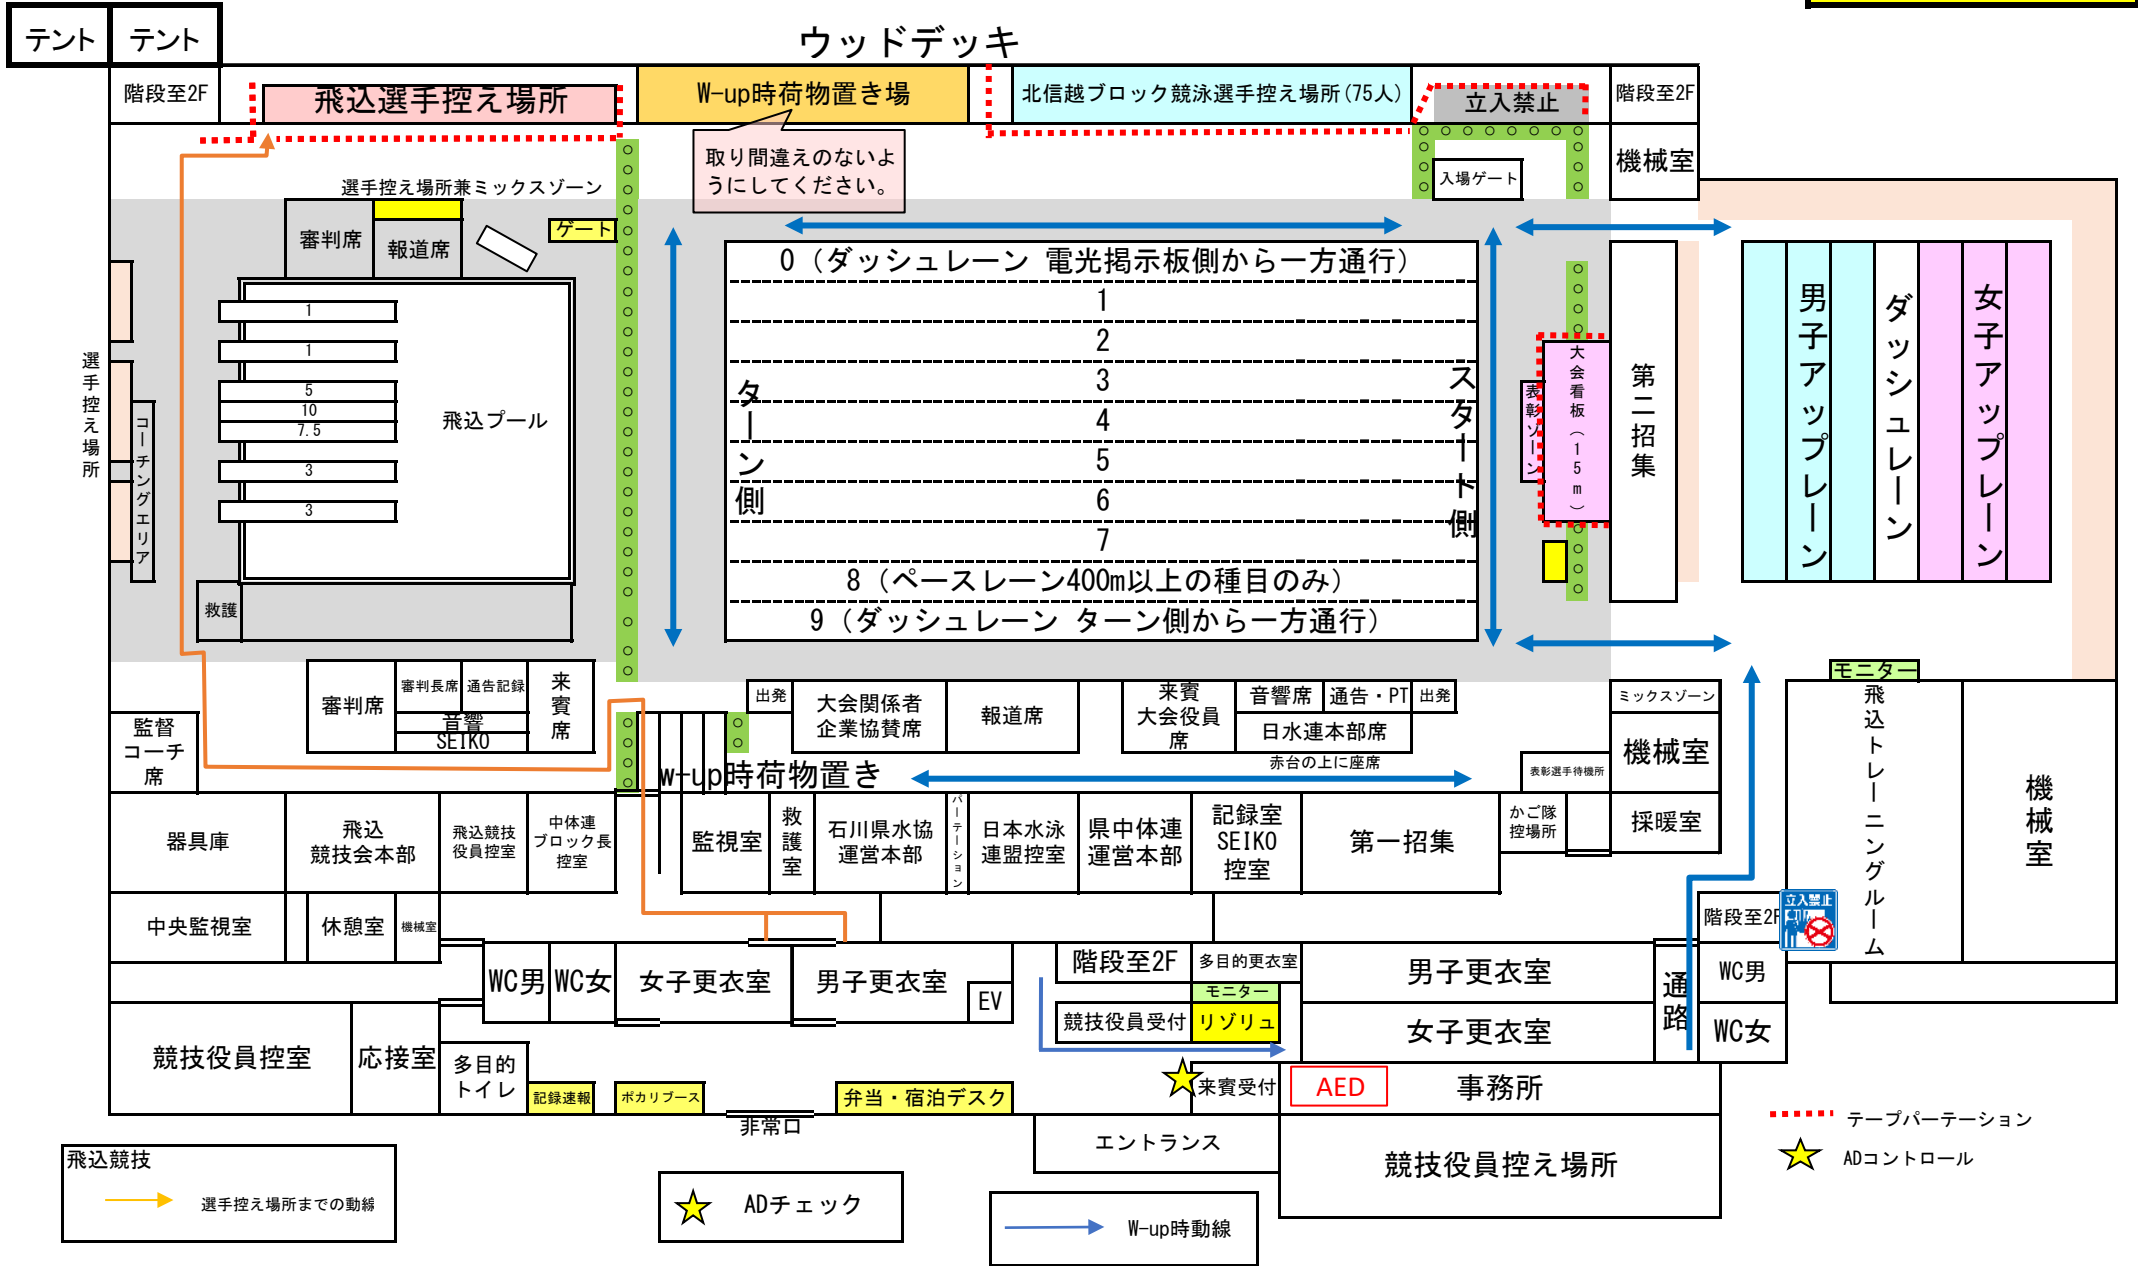 テント
テント
ウッドデッキ
階段至2F
飛込選手控え場所
W-up時荷物置き場
北信越ブロック競泳選手控え場所(75人)
立入禁止
階段至2F
取り間違えのないよ
うにしてください。
入場ゲート
機械室
選手控え場所兼ミックスゾーン
審判席
報道席
ゲート
0（ダッシュレーン 電光掲示板側から一方通行）
1
2
3
4
5
6
7
8（ペースレーン400m以上の種目のみ）
9（ダッシュレーン ターン側から一方通行）
ターン側
スタート側
1
1
5
10
7.5
3
3
飛込プール
選手控え場所
コーチングエリア
救護
表彰ゾーン
大会看板（15m）
第二招集
男子アップレーン
ダッシュレーン
女子アップレーン
審判席
審判長席
通告記録
音響
SEIKO
来賓席
監督
コーチ
席
出発
大会関係者
企業協賛席
報道席
来賓
大会役員
席
音響席
通告・PT
出発
日水連本部席
赤台の上に座席
ミックスゾーン
機械室
表彰選手待機所
モニター
飛込トレーニングルーム
機械室
w-up時荷物置き
器具庫
飛込
競技会本部
飛込競技
役員控室
中体連
ブロック長
控室
監視室
救護室
石川県水協
運営本部
パーテーション
日本水泳
連盟控室
県中体連
運営本部
記録室
SEIKO
控室
第一招集
かご隊
控場所
採暖室
中央監視室
休憩室
機械室
階段至2F
立入禁止
WC男
WC女
女子更衣室
男子更衣室
EV
階段至2F
多目的更衣室
モニター
競技役員受付
リゾリュ
男子更衣室
女子更衣室
通路
WC男
WC女
競技役員控室
応接室
多目的
トイレ
記録速報
ポカリブース
弁当・宿泊デスク
来賓受付
AED
事務所
非常口
エントランス
競技役員控え場所
テープパーテーション
ADコントロール
飛込競技
選手控え場所までの動線
ADチェック
W-up時動線